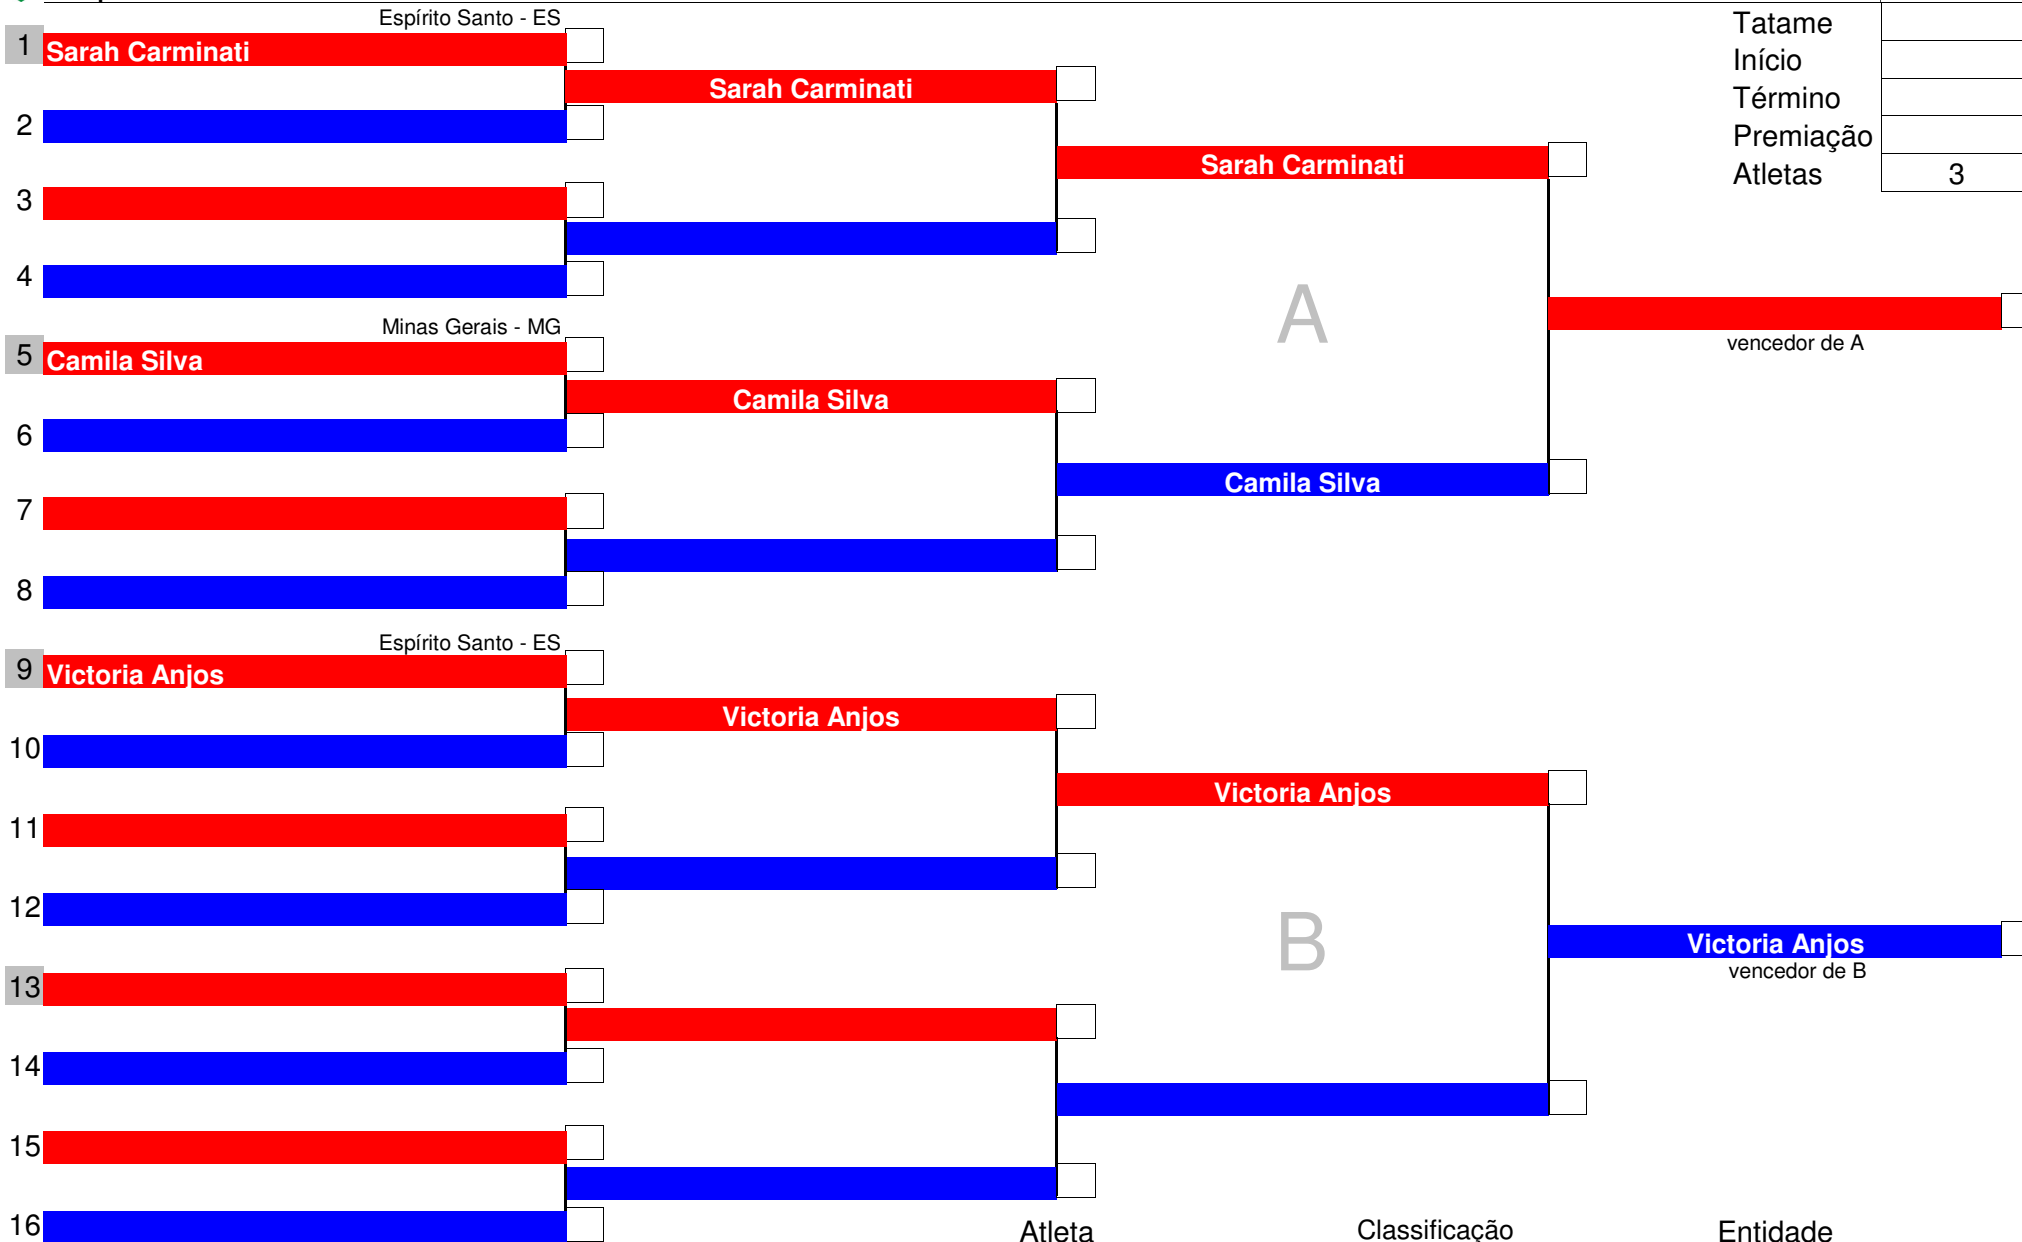 Espírito Santo - ES
Tatame
1 Sarah Carminati
Início
Sarah Carminati
Término
2
Premiação
Sarah Carminati
Atletas 3
3
4
A
Minas Gerais - MG
vencedor de A
5 Camila Silva
Camila Silva
6
Camila Silva
7
8
Espírito Santo - ES
9 Victoria Anjos
Victoria Anjos
10
Victoria Anjos
11
12
B
Victoria Anjos
vencedor de B
13
14
15
16
Atleta Classificação Entidade